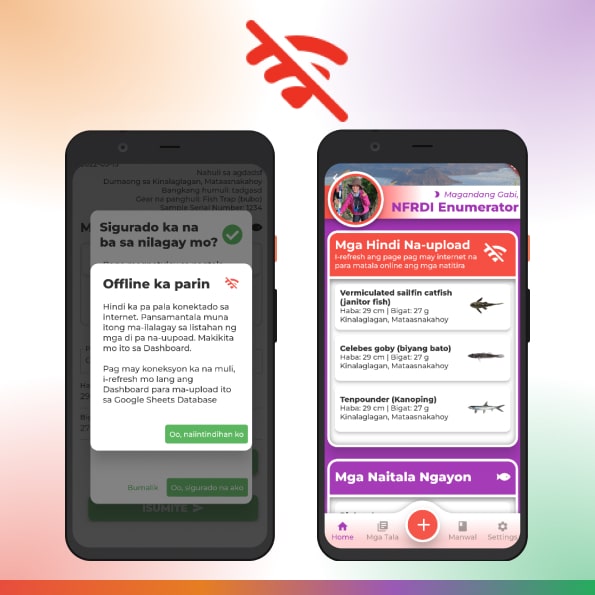 Nahuli sa agdadst
Dumaong sa Kinalaglagan, Mataasnakahoy
Bangkang humuli: tadgasd
Gear na panghuli: Fish Trap (bubo)
Sample Serial Number: 1234
Sigurado ka na
ba sa nilagay mo?
Offline ka parin
Hindi ka pa pala konektado sa
internet. Pansamantala muna
itong ma-ilalagay sa listahan ng
mga di pa na-uupoad. Makikita
mo ito sa Dashboard.
Pag may koneksyon ka na muli,
i-refresh mo lang ang
Dashboard para ma-upload ito
sa Google Sheets Database
Oo, naiintindihan ko
Bumalik
Oo, sigurado na ako
ISUMITE
Magandang Gabi,
NFRDI Enumerator
Mga Hindi Na-upload
I-refresh ang page pag may internet na
para matala online ang mga natitira
Vermiculated sailfin catfish
(janitor fish)
Haba: 29 cm | Bigat: 27 g
Kinalaglagan, Mataasnakahoy
Celebes goby (biyang bato)
Haba: 29 cm | Bigat: 27 g
Kinalaglagan, Mataasnakahoy
Tenpounder (Kanoping)
Haba: 29 cm | Bigat: 27 g
Kinalaglagan, Mataasnakahoy
Mga Naitala Ngayon
Home
Mga Tala
Manwal
Settings